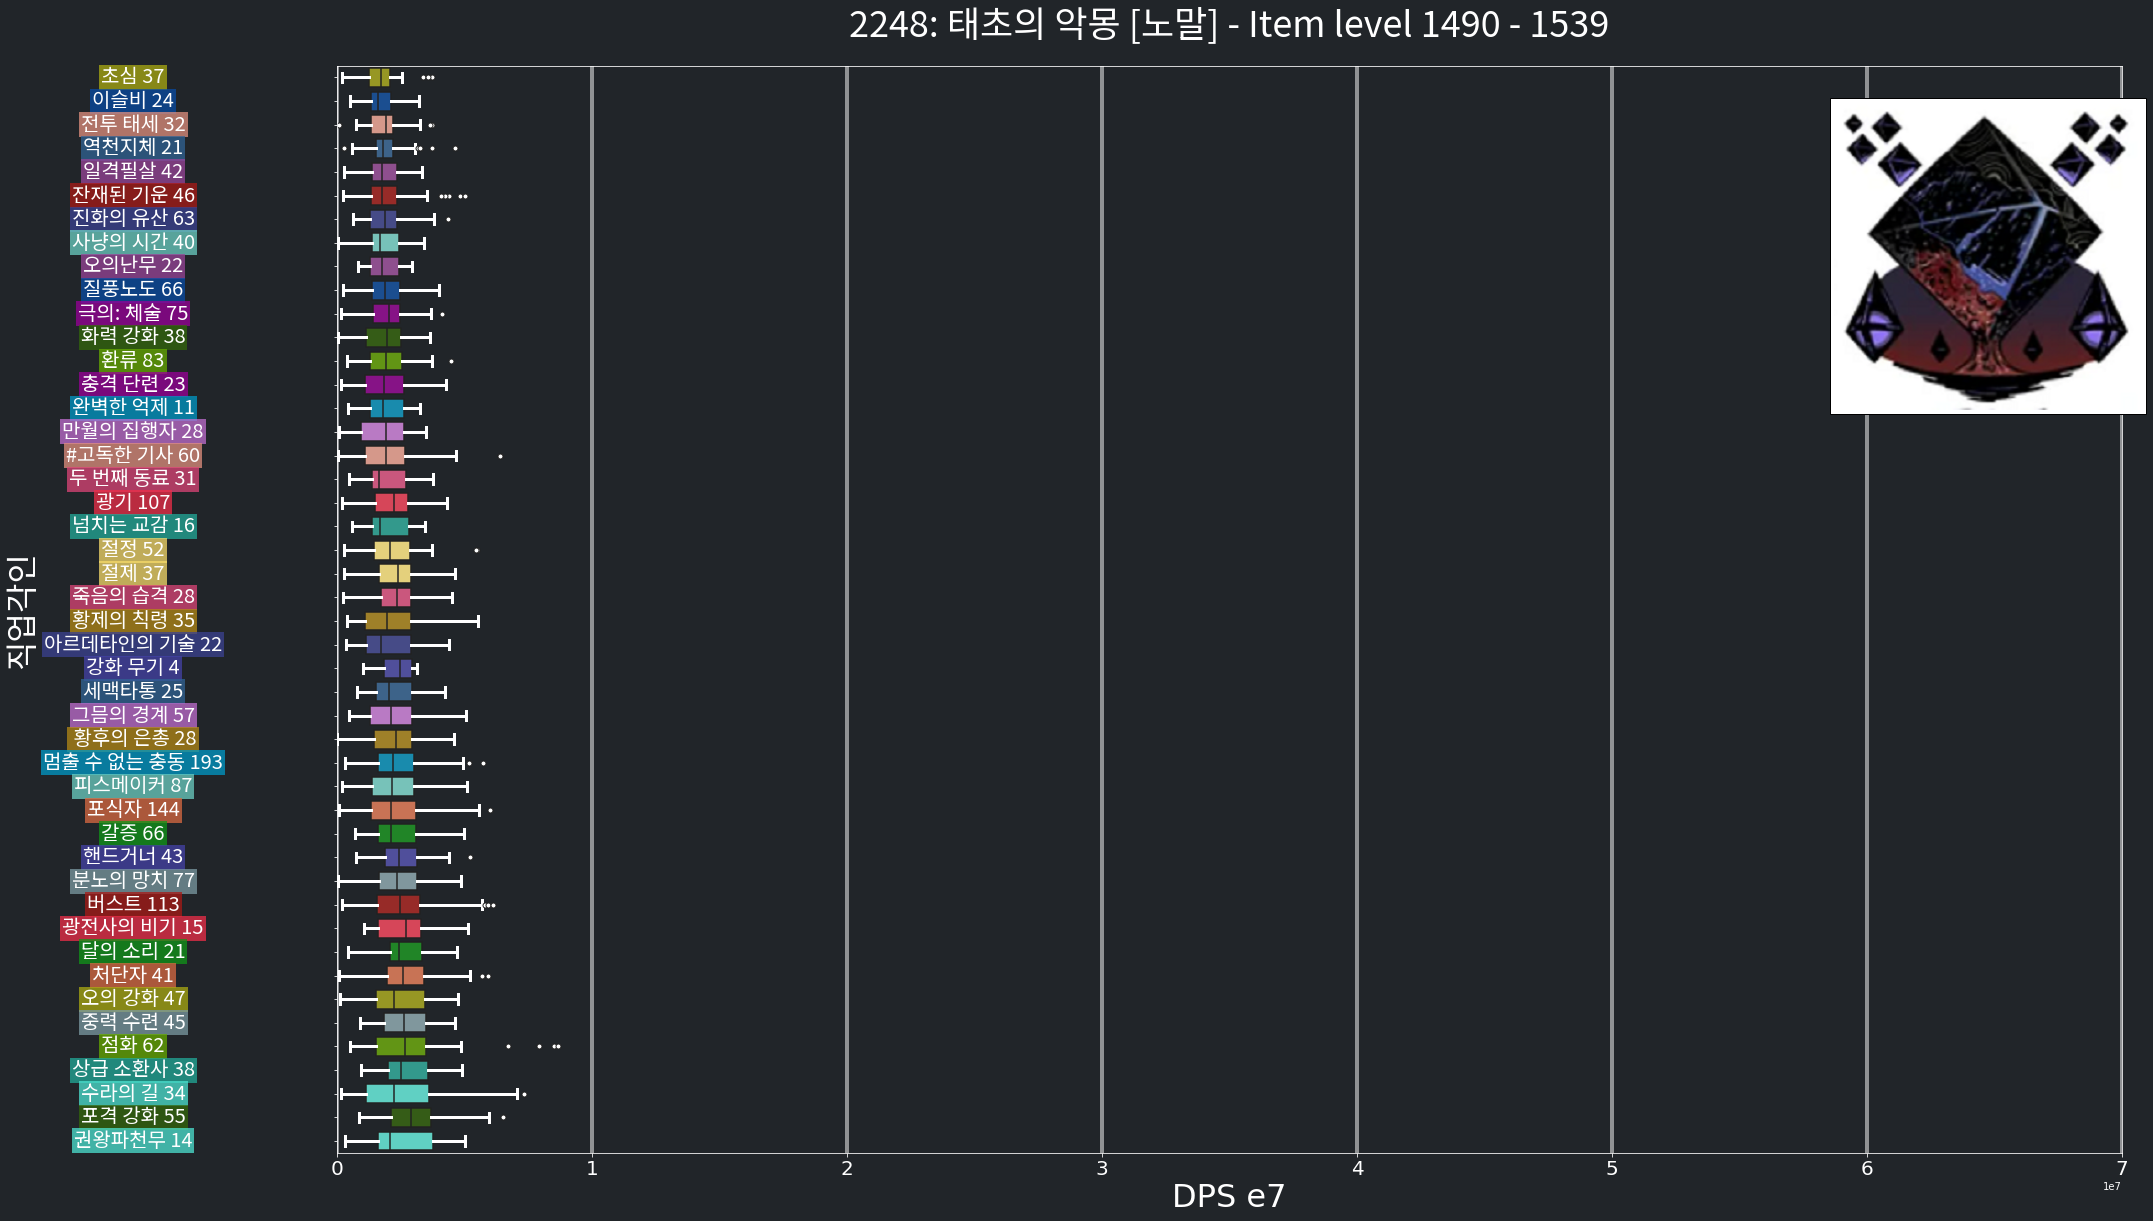 2248: 태초의 악몽 [노말] - Item level 1490 - 1539
초심 37
이슬비 24
전투 태세 32
역천지체 21
일격필살 42
잔재된 기운 46
진화의 유산 63
사냥의 시간 40
오의난무 22
질풍노도 66
극의: 체술 75
화력 강화 38
환류 83
충격 단련 23
완벽한 억제 11
만월의 집행자 28
#고독한 기사 60
두 번째 동료 31
광기 107
넘치는 교감 16
절정 52
절제 37
죽음의 습격 28
황제의 칙령 35
아르데타인의 기술 22
강화 무기 4
세맥타통 25
그믐의 경계 57
황후의 은총 28
멈출 수 없는 충동 193
피스메이커 87
포식자 144
갈증 66
핸드거너 43
분노의 망치 77
버스트 113
광전사의 비기 15
달의 소리 21
처단자 41
오의 강화 47
중력 수련 45
점화 62
상급 소환사 38
수라의 길 34
포격 강화 55
권왕파천무 14
직업각인
0 1 2 3 4 5 6 7
1e7
DPS e7